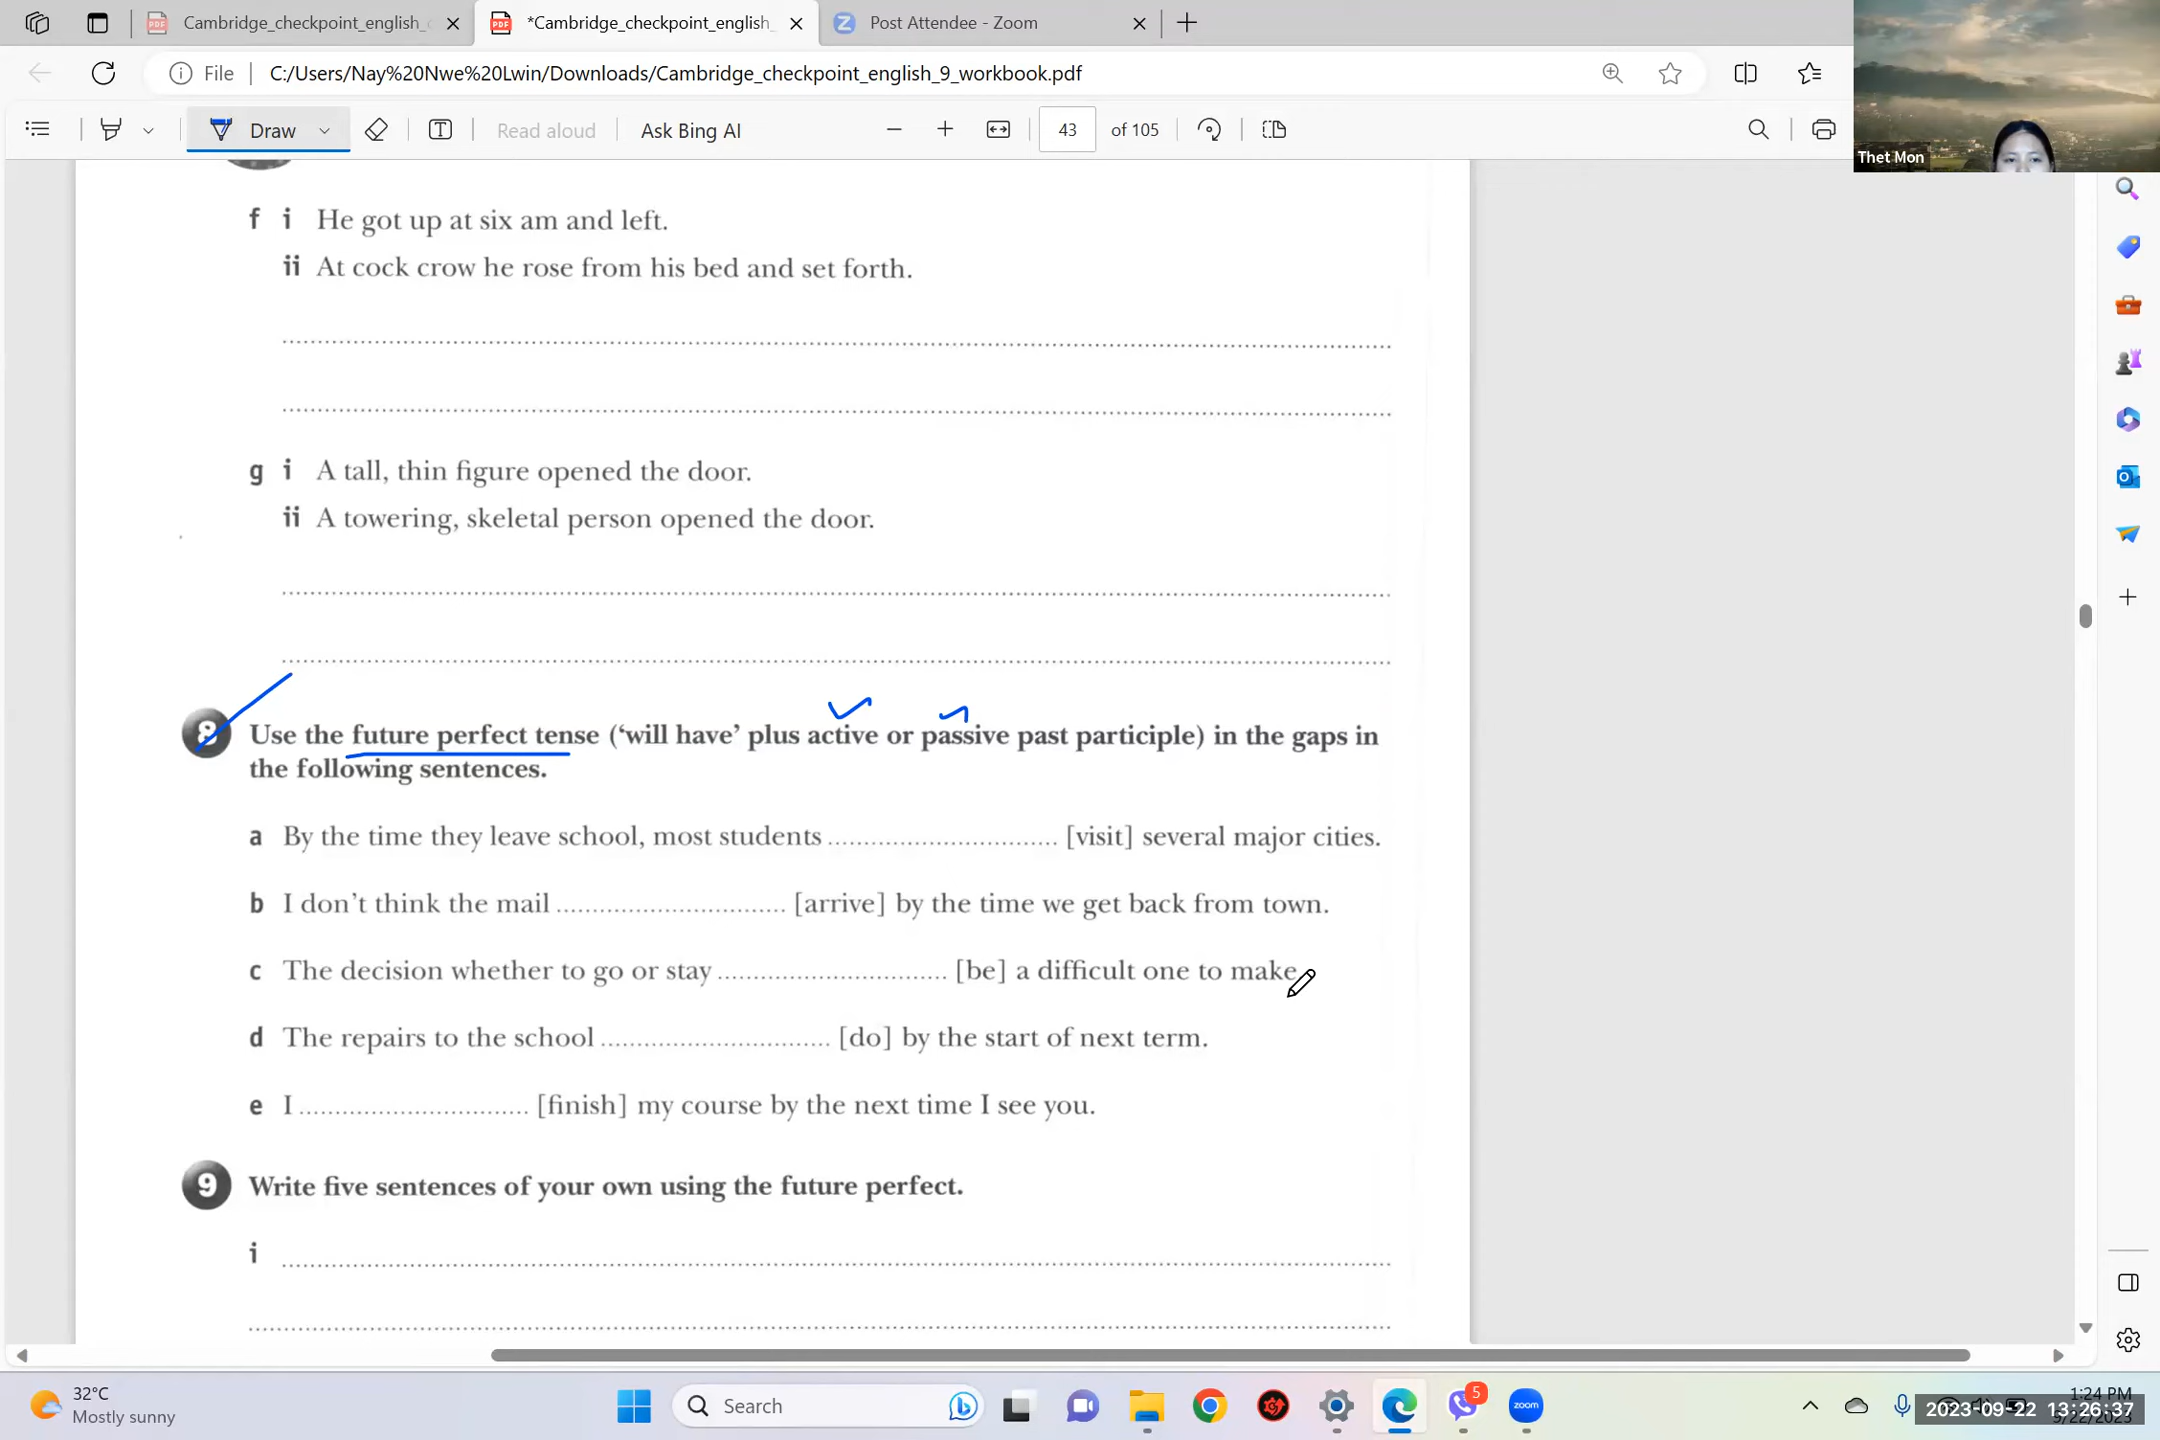 Cambridge_checkpoint_english_
*Cambridge_checkpoint_english_
Post Attendee - Zoom
File
C:/Users/Nay%20Nwe%20Lwin/Downloads/Cambridge_checkpoint_english_9_workbook.pdf
Draw
Read aloud
Ask Bing AI
43 of 105
Thet Mon
f i He got up at six am and left.
ii At cock crow he rose from his bed and set forth.
g i A tall, thin figure opened the door.
ii A towering, skeletal person opened the door.
8 Use the future perfect tense (‘will have’ plus active or passive past participle) in the gaps in
the following sentences.
a By the time they leave school, most students .............................. [visit] several major cities.
b I don’t think the mail .............................. [arrive] by the time we get back from town.
c The decision whether to go or stay .............................. [be] a difficult one to make
d The repairs to the school .............................. [do] by the start of next term.
e I .............................. [finish] my course by the next time I see you.
9 Write five sentences of your own using the future perfect.
i
32°C
Mostly sunny
Search
5
zoom
1:24 PM
2023-09-22 13:26:37